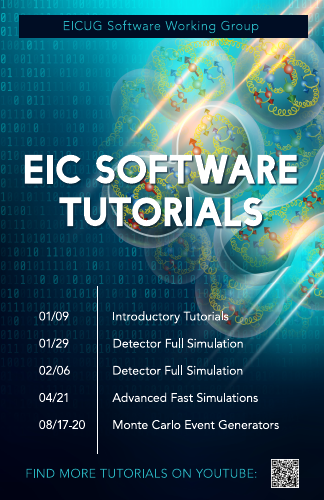 EICUG Software Working Group
EIC SOFTWARE
TUTORIALS
01/09 Introductory Tutorials
01/29 Detector Full Simulation
02/06 Detector Full Simulation
04/21 Advanced Fast Simulations
08/17-20 Monte Carlo Event Generators
FIND MORE TUTORIALS ON YOUTUBE: